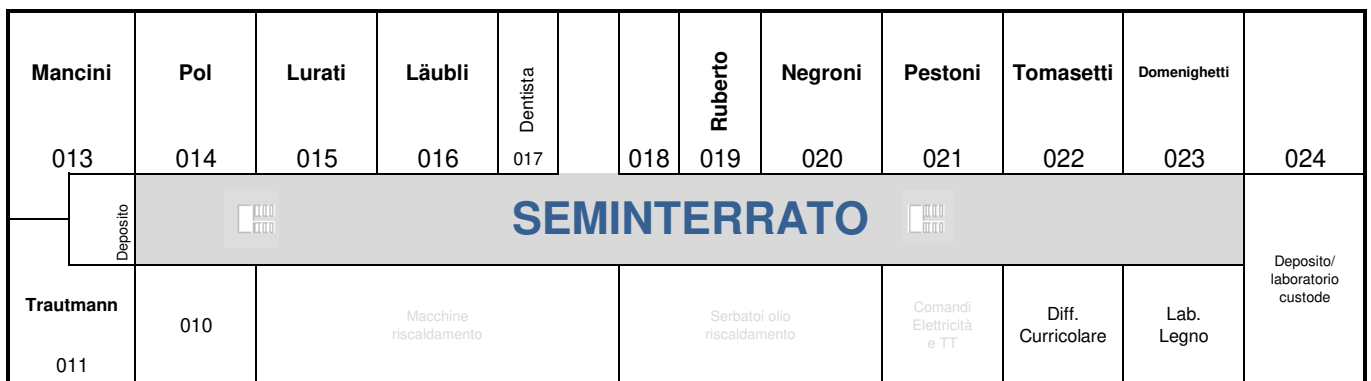 Mancini
Pol
Lurati
Läubli
Dentista
Ruberto
Negroni
Pestoni
Tomasetti
Domenighetti
013
014
015
016
017
018
019
020
021
022
023
024
Deposito
SEMINTERRATO
Deposito/
laboratorio
custode
Trautmann
011
010
Macchine
riscaldamento
Serbatoi olio
riscaldamento
Comandi
Elettricità
e TT
Diff.
Curricolare
Lab.
Legno